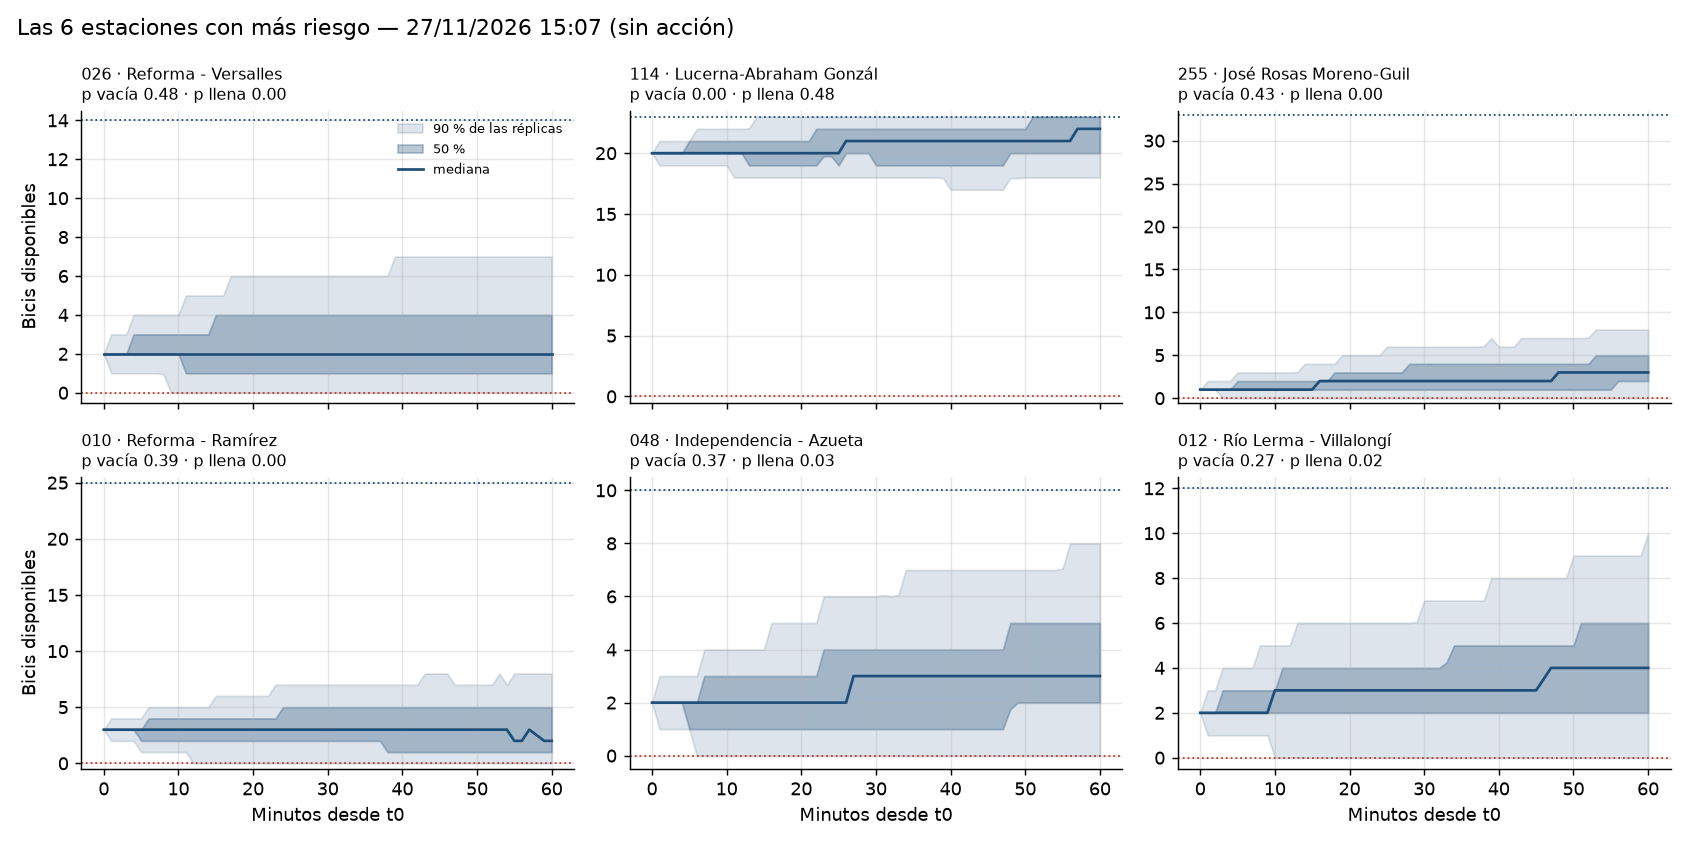 Las 6 estaciones con más riesgo — 27/11/2026 15:07 (sin acción)
026 · Reforma - Versalles
p vacía 0.48 · p llena 0.00
Bicis disponibles
14
12
10
8
6
4
2
0
90 % de las réplicas
50 %
mediana
114 · Lucerna-Abraham Gonzál
p vacía 0.00 · p llena 0.48
20
15
10
5
0
255 · José Rosas Moreno-Guil
p vacía 0.43 · p llena 0.00
30
25
20
15
10
5
0
010 · Reforma - Ramírez
p vacía 0.39 · p llena 0.00
Bicis disponibles
25
20
15
10
5
0
0 10 20 30 40 50 60
Minutos desde t0
048 · Independencia - Azueta
p vacía 0.37 · p llena 0.03
10
8
6
4
2
0
0 10 20 30 40 50 60
Minutos desde t0
012 · Río Lerma - Villalongí
p vacía 0.27 · p llena 0.02
12
10
8
6
4
2
0
0 10 20 30 40 50 60
Minutos desde t0